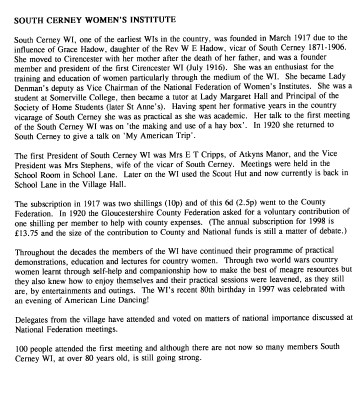 SOUTH CERNEY WOMEN'S INSTITUTE
South Cerney WI, one of the earliest WIs in the country, was founded in March 1917 due to the
influence of Grace Hadow, daughter of the Rev W E Hadow, vicar of South Cerney 1871-1906.
She moved to Cirencester with her mother after the death of her father, and was a founder
member and president of the first Cirencester WI (July 1916). She was an enthusiast for the
training and education of women particularly through the medium of the WI. She became Lady
Denman's deputy as Vice Chairman of the National Federation of Women's Institutes. She was a
student at Somerville College, then became a tutor at Lady Margaret Hall and Principal of the
Society of Home Students (later St Anne's). Having spent her formative years in the country
vicarage of South Cerney she was as practical as she was academic. Her talk to the first meeting
of the South Cerney WI was on 'the making and use of a hay box'. In 1920 she returned to
South Cerney to give a talk on 'My American Trip'.
The first President of South Cerney WI was Mrs E T Cripps, of Atkyns Manor, and the Vice
President was Mrs Stephens, wife of the vicar of South Cerney. Meetings were held in the
School Room in School Lane. Later on the WI used the Scout Hut and now currently is back in
School Lane in the Village Hall.
The subscription in 1917 was two shillings (10p) and of this 6d (2.5p) went to the County
Federation. In 1920 the Gloucestershire County Federation asked for a voluntary contribution of
one shilling per member to help with county expenses. (The annual subscription for 1998 is
£13.75 and the size of the contribution to County and National funds is still a matter of debate.)
Throughout the decades the members of the WI have continued their programme of practical
demonstrations, education and lectures for country women. Through two world wars country
women learnt through self-help and companionship how to make the best of meagre resources but
they also knew how to enjoy themselves and their practical sessions were leavened, as they still
are, by entertainments and outings. The WI's recent 80th birthday in 1997 was celebrated with
an evening of American Line Dancing!
Delegates from the village have attended and voted on matters of national importance discussed at
National Federation meetings.
100 people attended the first meeting and although there are not now so many members South
Cerney WI, at over 80 years old, is still going strong.